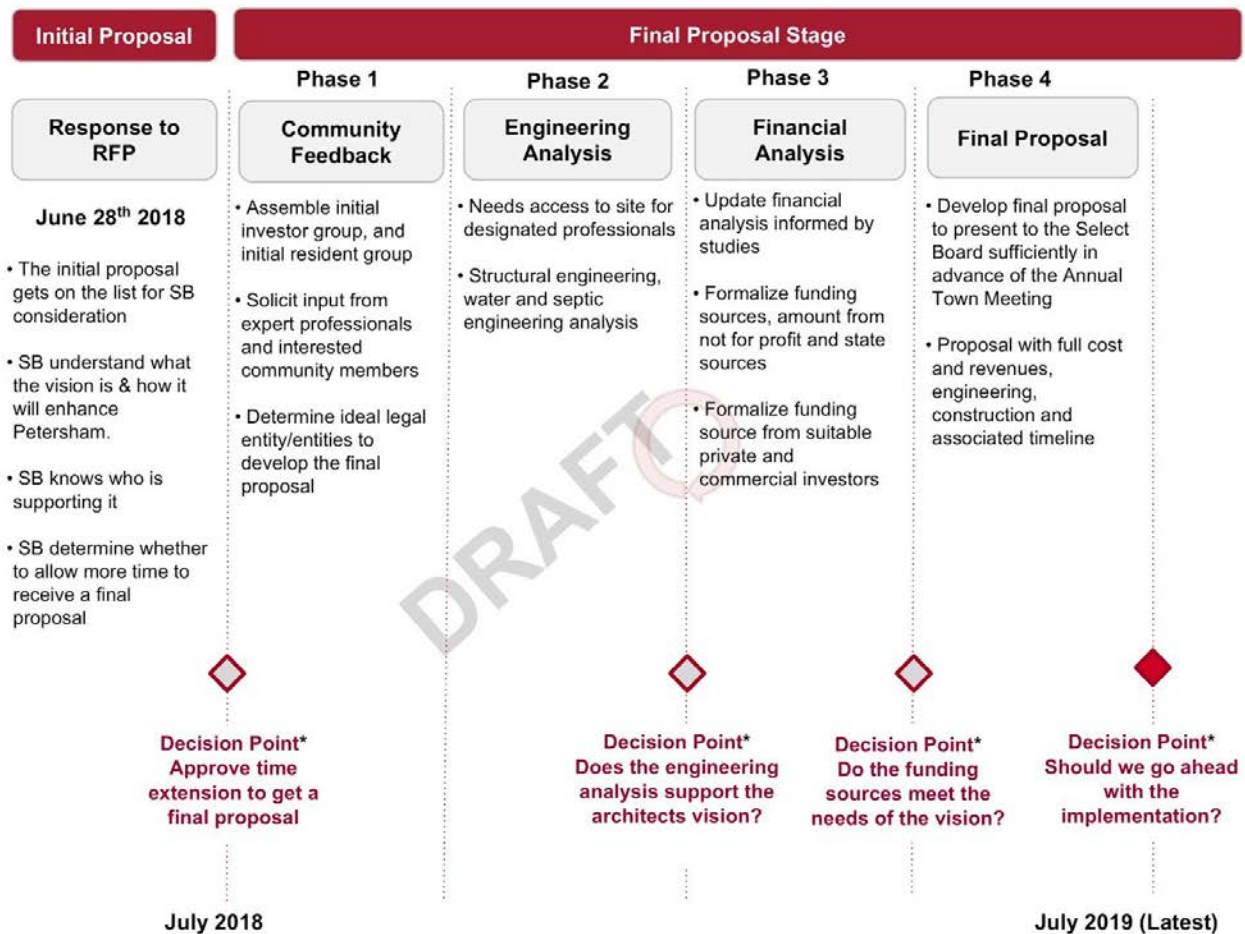 Initial Proposal
Final Proposal Stage
Phase 1
Phase 2
Phase 3
Phase 4
Response to
RFP
Community
Feedback
Engineering
Analysis
Financial
Analysis
Final Proposal
June 28th 2018
• The initial proposal
gets on the list for SB
consideration
• SB understand what
the vision is & how it
will enhance
Petersham.
• SB knows who is
supporting it
• SB determine whether
to allow more time to
receive a final
proposal
• Assemble initial
investor group, and
initial resident group
• Solicit input from
expert professionals
and interested
community members
• Determine ideal legal
entity/entities to
develop the final
proposal
• Needs access to site for
designated professionals
• Structural engineering,
water and septic
engineering analysis
• Update financial
analysis informed by
studies
• Formalize funding
sources, amount from
not for profit and state
sources
• Formalize funding
source from suitable
private and
commercial investors
• Develop final proposal
to present to the Select
Board sufficiently in
advance of the Annual
Town Meeting
• Proposal with full cost
and revenues,
engineering,
construction and
associated timeline
DRAFT
Decision Point*
Approve time
extension to get a
final proposal
Decision Point*
Does the engineering
analysis support the
architects vision?
Decision Point*
Do the funding
sources meet the
needs of the vision?
Decision Point*
Should we go ahead
with the
implementation?
July 2018
July 2019 (Latest)